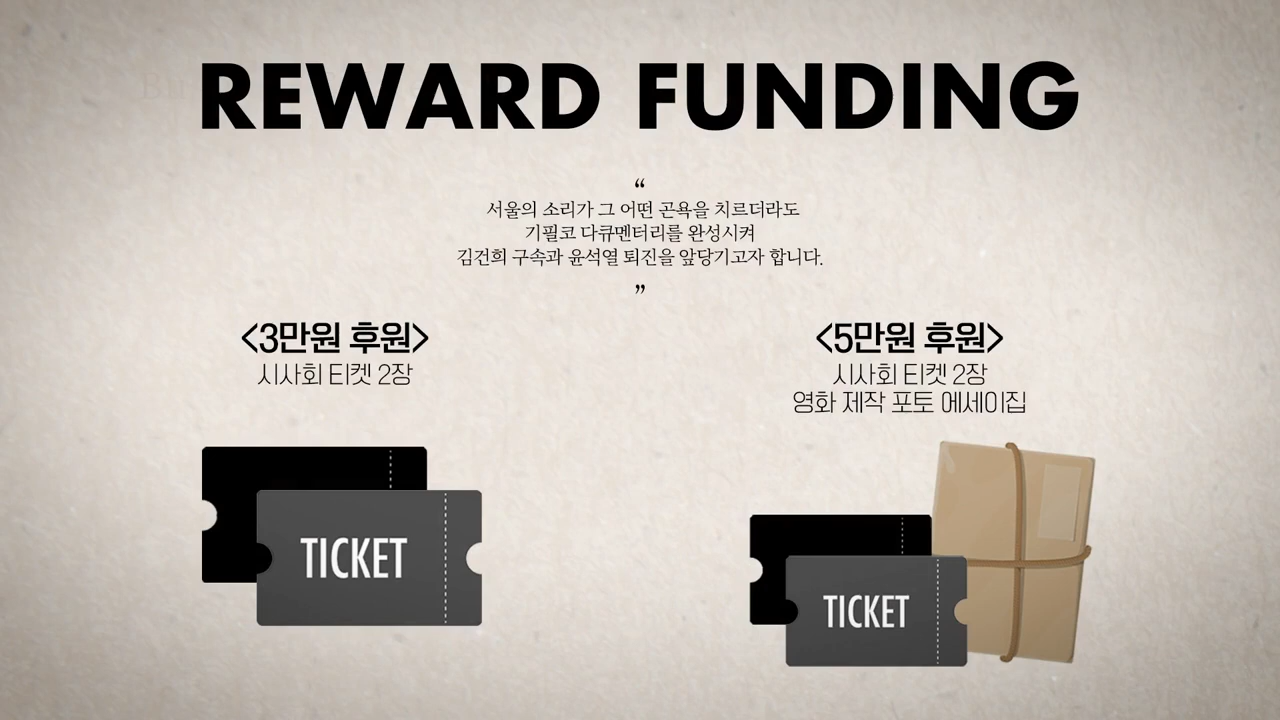 REWARD FUNDING
“
서울의 소리가 그 어떤 곤욕을 치르더라도
기필코 다큐멘터리를 완성시켜
김건희 구속과 윤석열 퇴진을 앞당기고자 합니다.
”
<3만원 후원>
시사회 티켓 2장
<5만원 후원>
시사회 티켓 2장
영화 제작 포토 에세이집
TICKET
TICKET